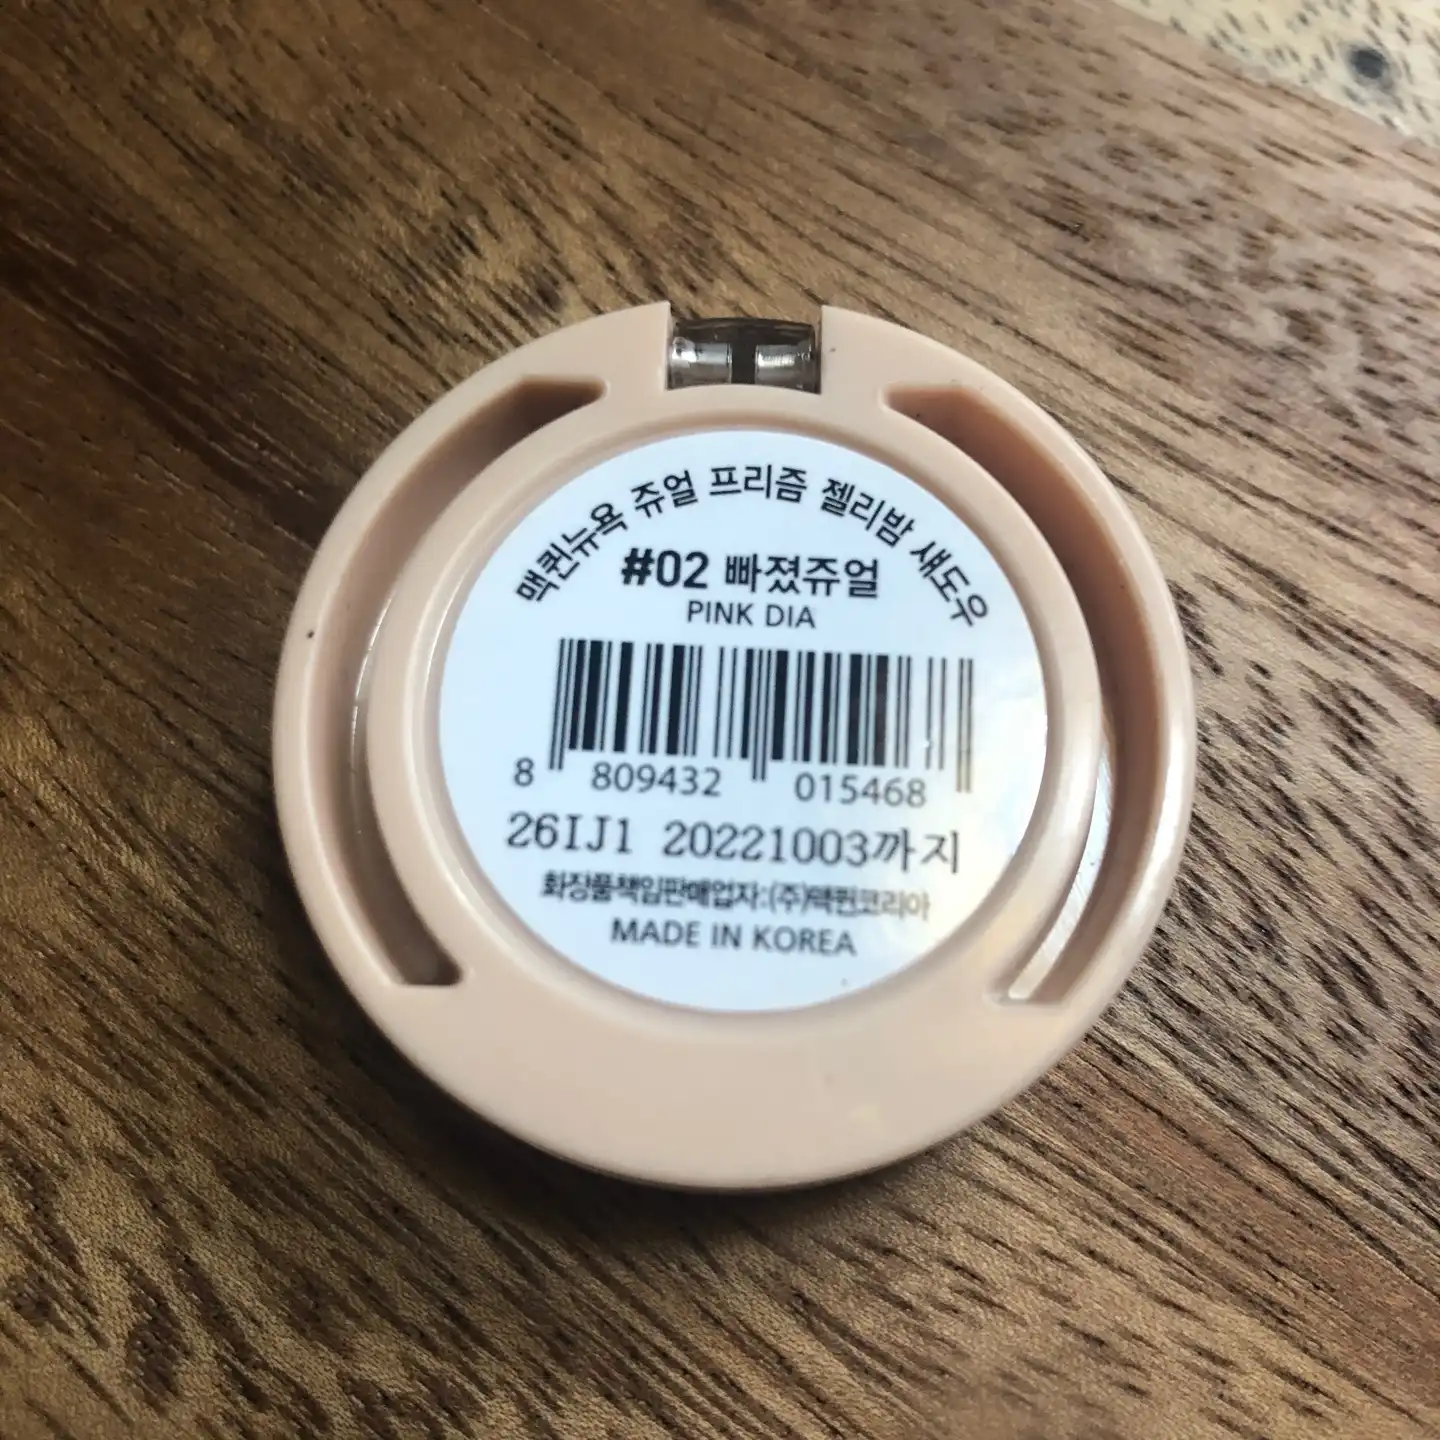 맥퀸뉴욕 쥬얼 프리즘 젤리밤 섀도우
#02 빠졌쥬얼
PINK DIA
8 809432 015468
26IJ1 20221003까지
화장품책임판매업자:(주)맥퀸코리아
MADE IN KOREA